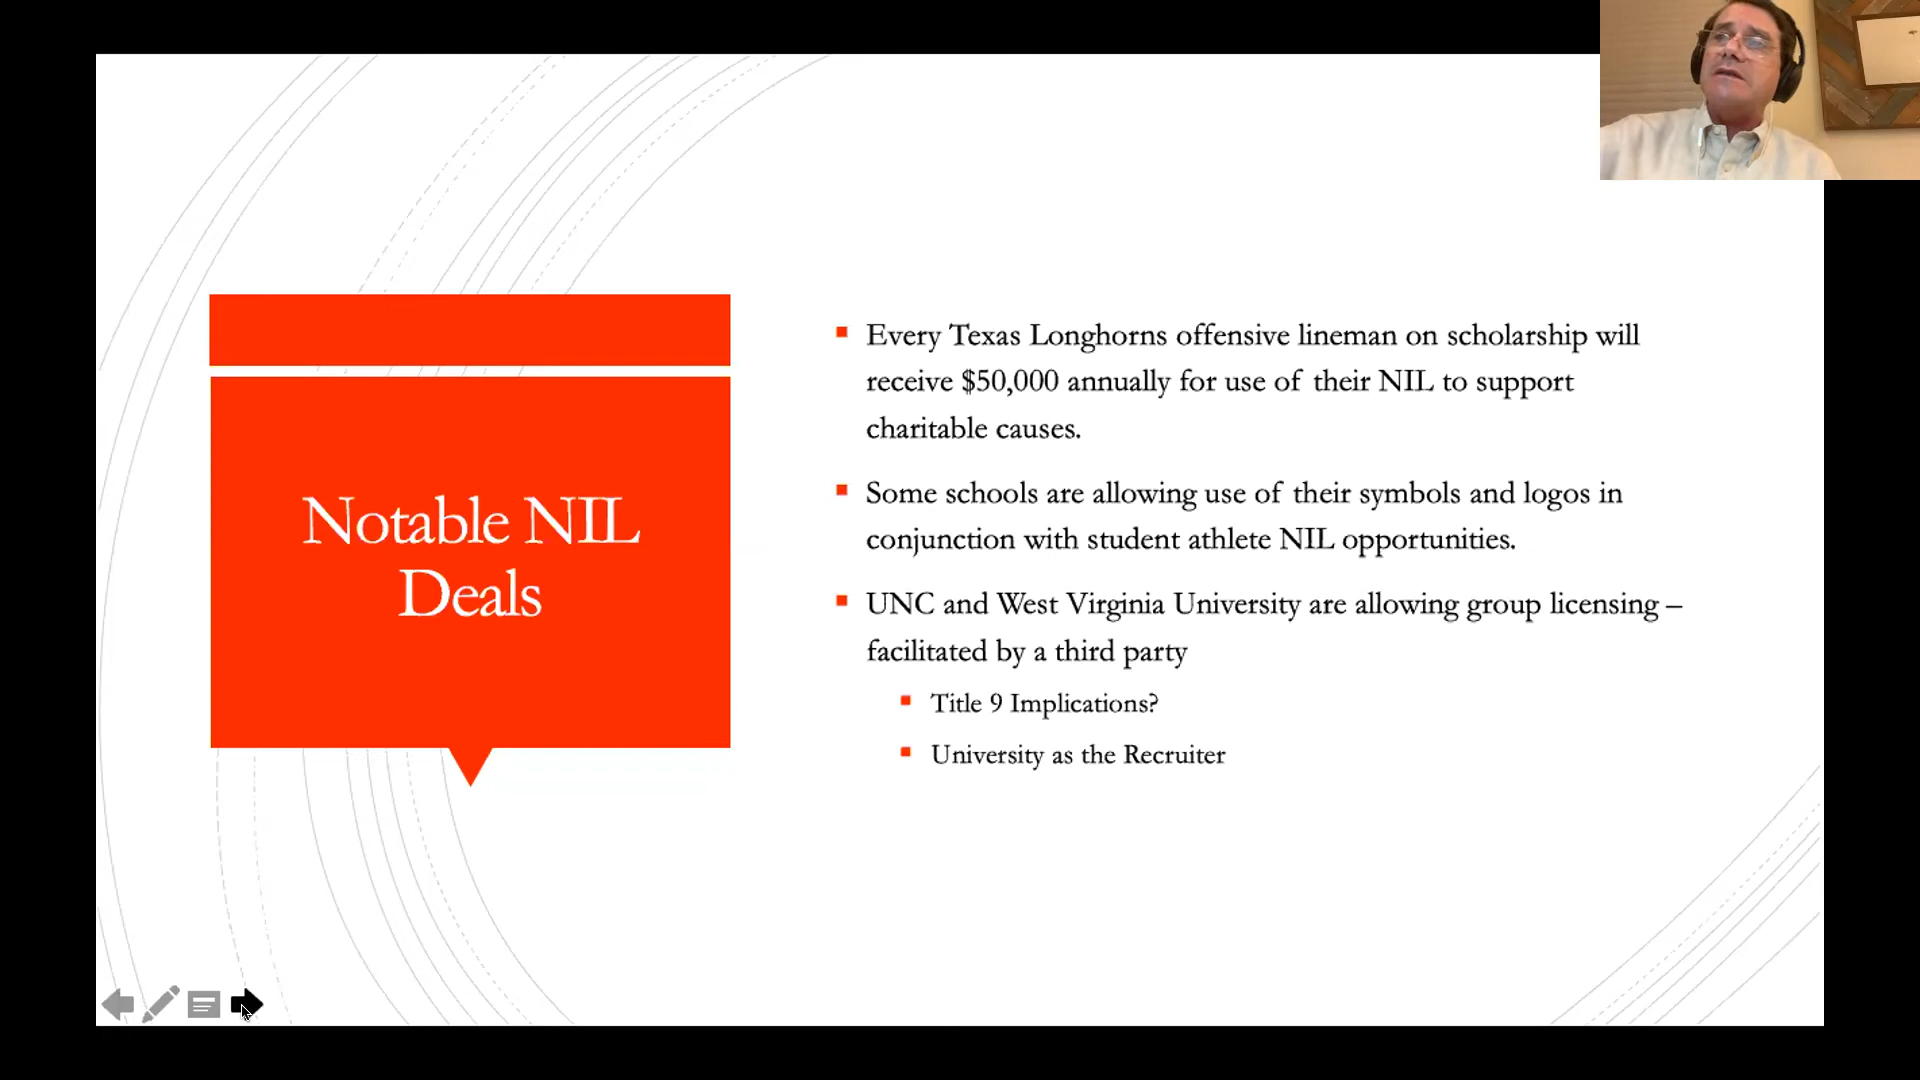 Notable NIL
Deals
Every Texas Longhorns offensive lineman on scholarship will
receive $50,000 annually for use of their NIL to support
charitable causes.
Some schools are allowing use of their symbols and logos in
conjunction with student athlete NIL opportunities.
UNC and West Virginia University are allowing group licensing –
facilitated by a third party
Title 9 Implications?
University as the Recruiter